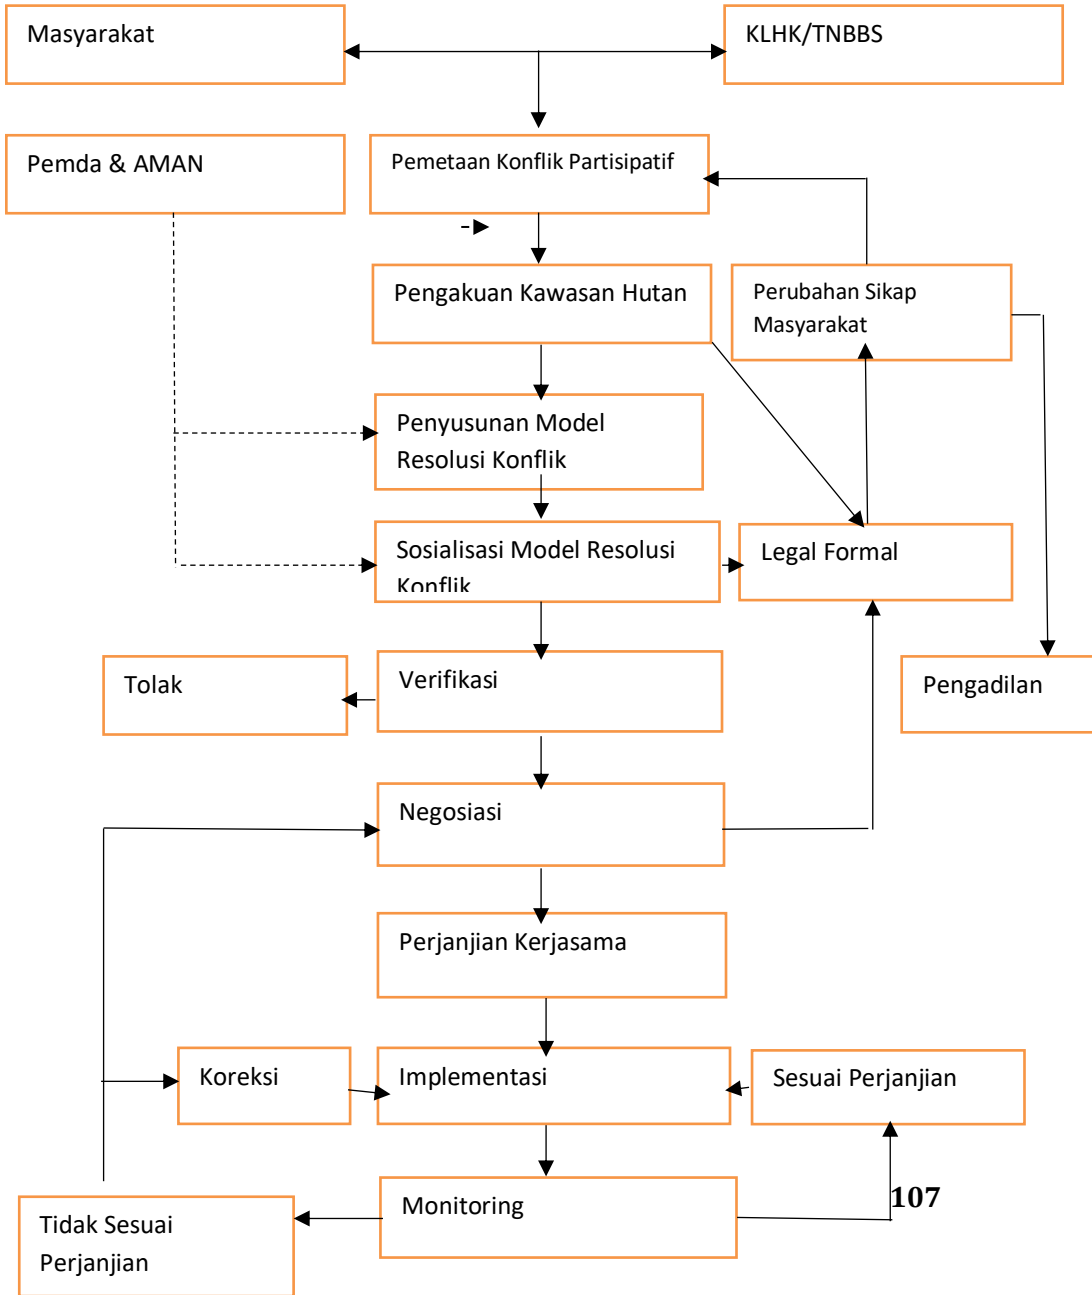 Masyarakat
KLHK/TNBBS
Pemda & AMAN
Pemetaan Konflik Partisipatif
Pengakuan Kawasan Hutan
Perubahan Sikap
Masyarakat
Penyusunan Model
Resolusi Konflik
Sosialisasi Model Resolusi
Konflik
Legal Formal
Tolak
Verifikasi
Pengadilan
Negosiasi
Perjanjian Kerjasama
Koreksi
Implementasi
Sesuai Perjanjian
Monitoring
107
Tidak Sesuai
Perjanjian